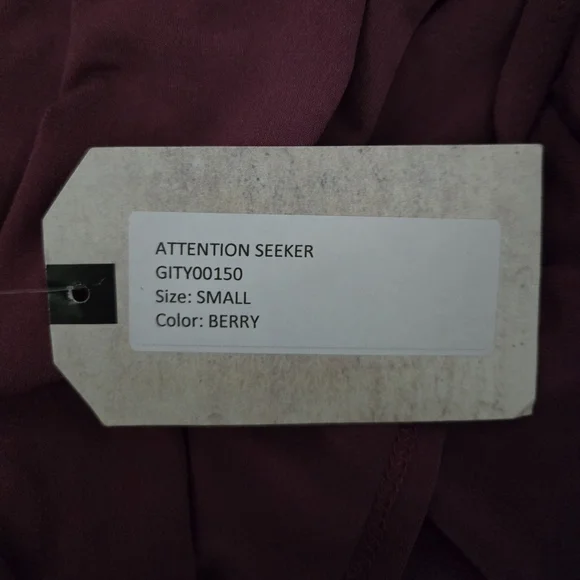 ATTENTION SEEKER
GITY00150
Size: SMALL
Color: BERRY